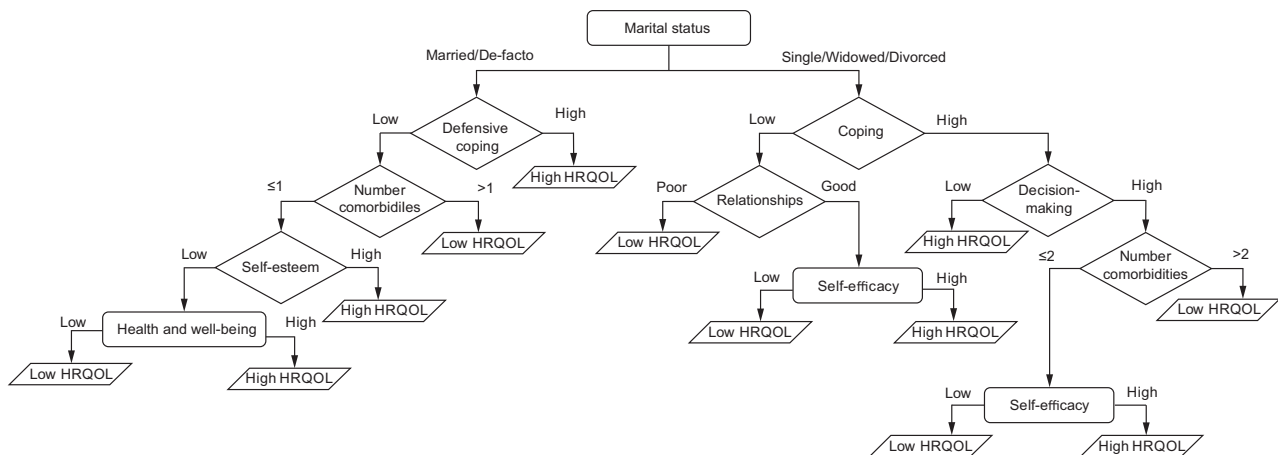 Marital status
Married/De-facto
Single/Widowed/Divorced
Low
Defensive
coping
High
Low
Coping
High
High HRQOL
≤1
Number
comorbidiles
>1
Poor
Relationships
Good
Low
Decision-
making
High
Low HRQOL
Low HRQOL
High HRQOL
Low
Self-esteem
High
≤2
Number
comorbidities
>2
High HRQOL
Low
Self-efficacy
High
Low HRQOL
Low
Health and well-being
High
Low HRQOL
High HRQOL
Low HRQOL
High HRQOL
Low
Self-efficacy
High
Low HRQOL
High HRQOL